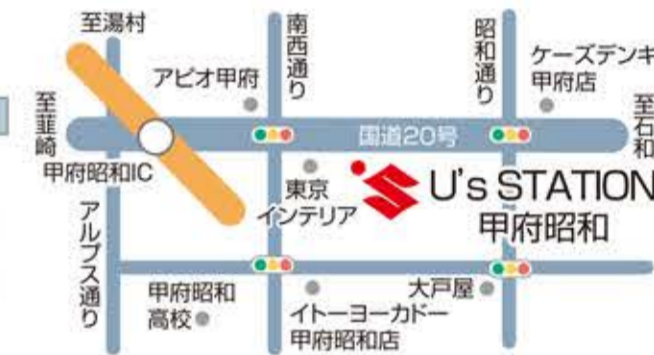 至湯村
南西通り
昭和通り
ケーズデンキ
甲府店
アピオ甲府
至韮崎
国道20号
至石和
甲府昭和IC
東京
インテリア
U's STATION
甲府昭和
アルプス通り
甲府昭和
高校
イトーヨーカドー
甲府昭和店
大戸屋